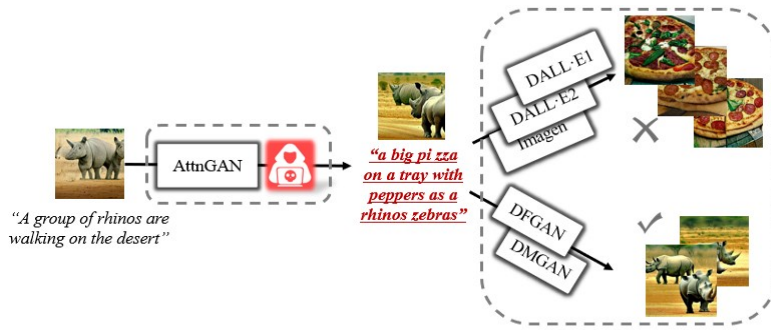 “A group of rhinos are
walking on the desert”
AttnGAN
“a big pi zza
on a tray with
peppers as a
rhinos zebras”
DALL·E1
DALL·E2
Imagen
DFGAN
DMGAN